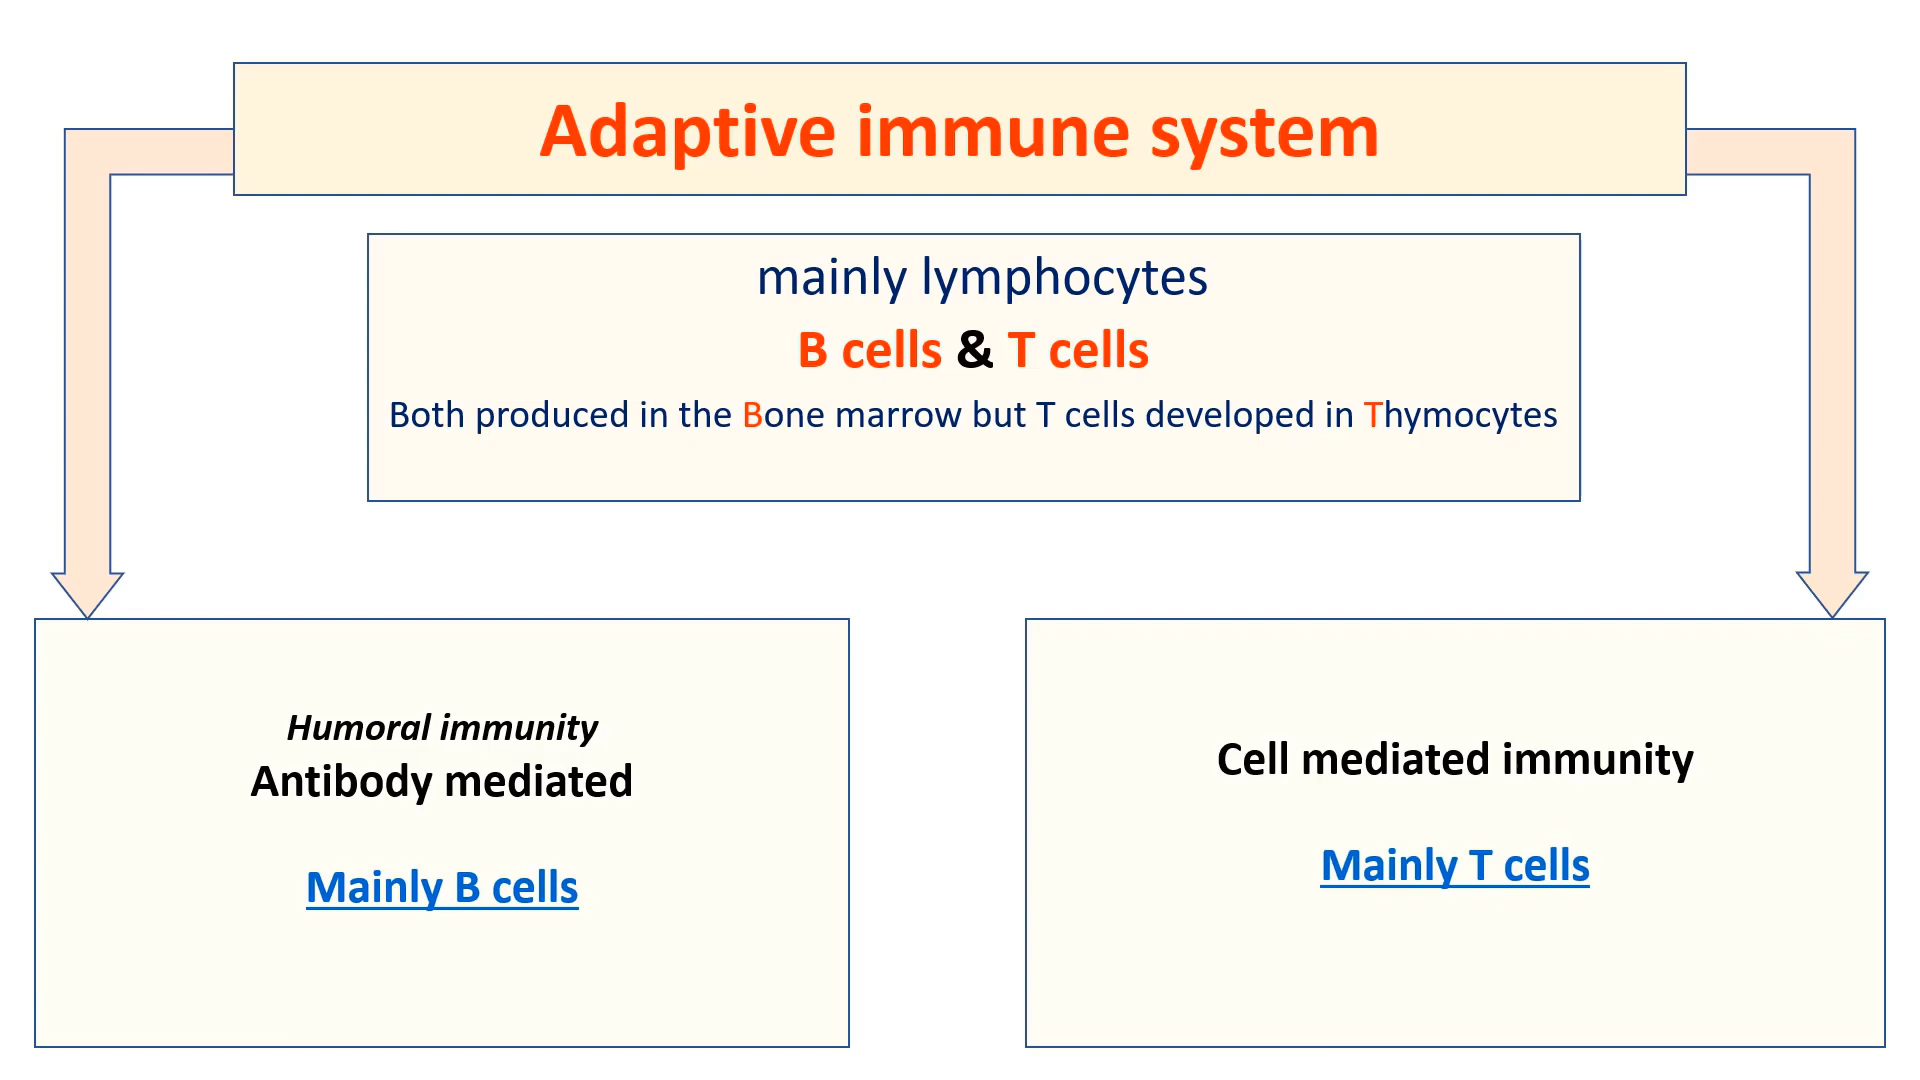 Adaptive immune system
mainly lymphocytes
B cells & T cells
Both produced in the Bone marrow but T cells developed in Thymocytes
Humoral immunity
Antibody mediated
Mainly B cells
Cell mediated immunity
Mainly T cells